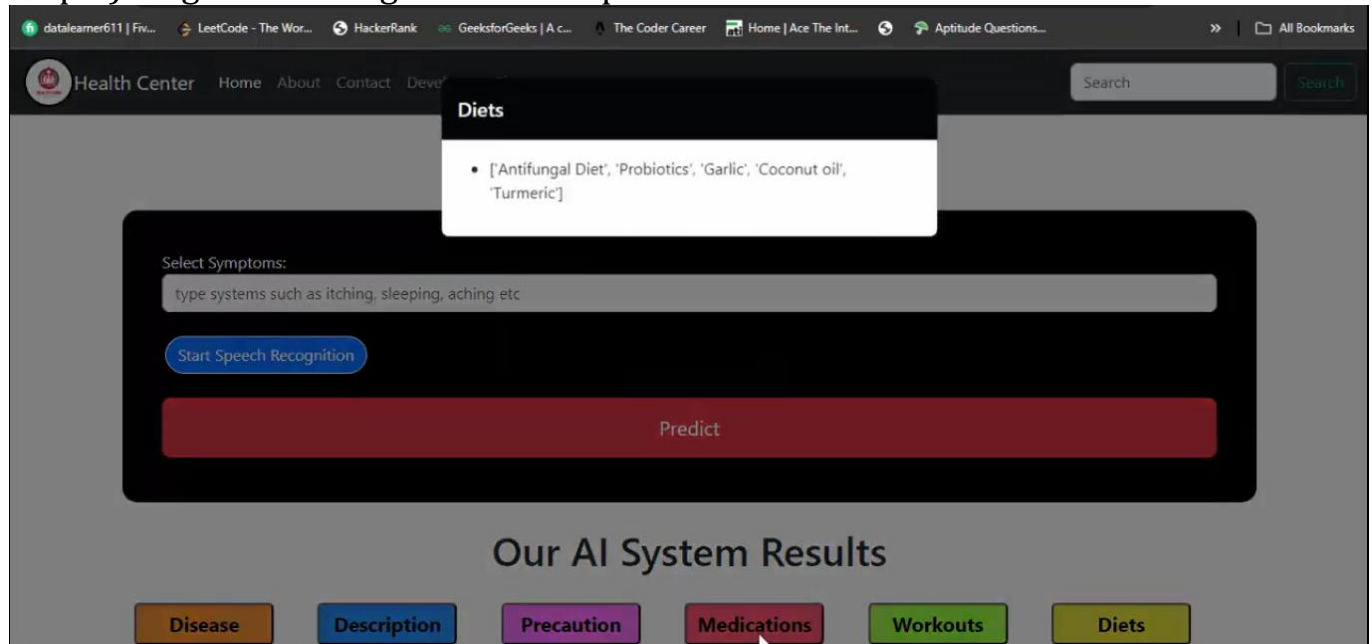 datalearner611 | Fiv... LeetCode - The Wor... HackerRank GeeksforGeeks | A c... The Coder Career Home | Ace The Int... Aptitude Questions... » All Bookmarks
Health Center Home About Contact Search Search
Diets
• ['Antifungal Diet', 'Probiotics', 'Garlic', 'Coconut oil',
'Turmeric']
Select Symptoms:
type systems such as itching, sleeping, aching etc
Start Speech Recognition
Predict
Our AI System Results
Disease Description Precaution Medications Workouts Diets